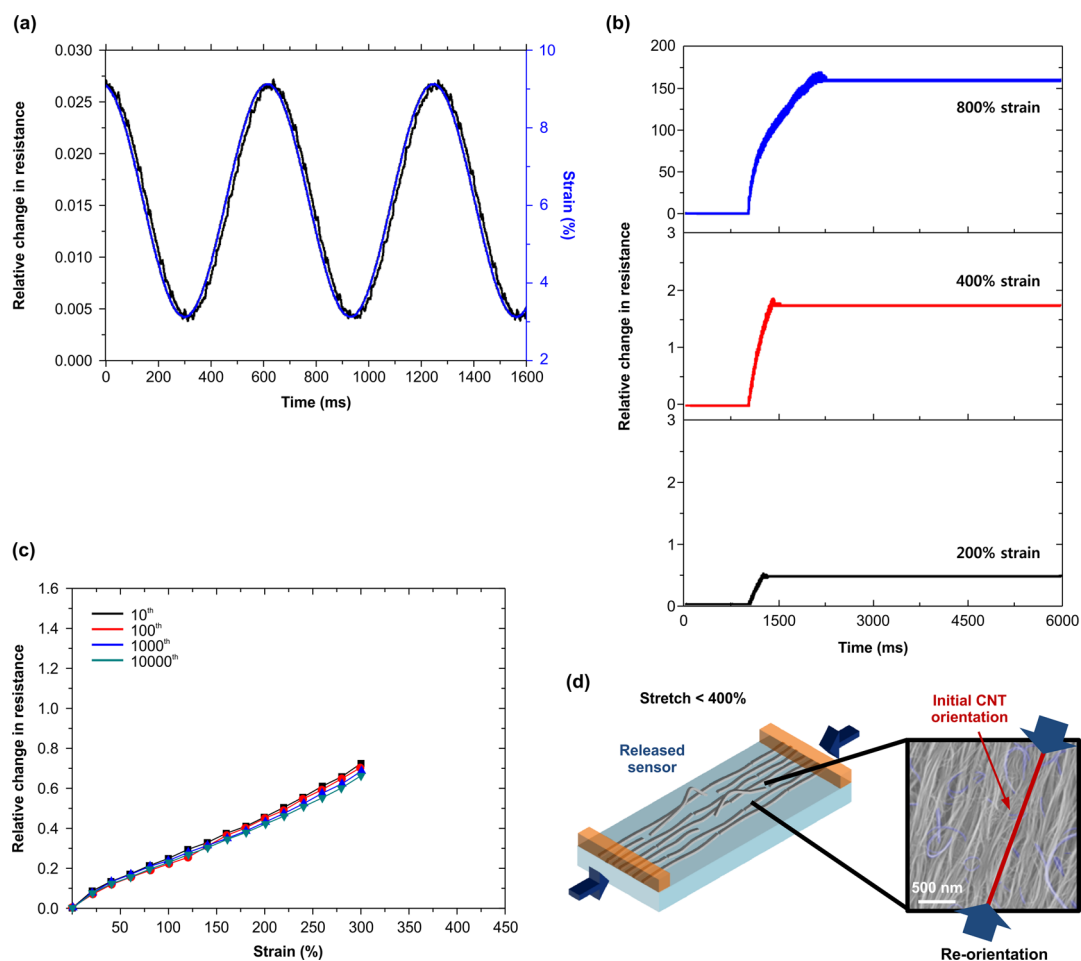 (a)
0.030
0.025
0.020
0.015
0.010
0.005
0.000
Relative change in resistance
10
8
6
4
2
Strain (%)
0 200 400 600 800 1000 1200 1400 1600
Time (ms)
(b)
200
150
100
50
0
800% strain
3
2
1
0
400% strain
3
3
2
1
0
200% strain
Relative change in resistance
0 1500 3000 4500 6000
Time (ms)
(c)
1.6
1.4
1.2
1.0
0.8
0.6
0.4
0.2
0.0
Relative change in resistance
10th
100th
1000th
10000th
50 100 150 200 250 300 350 400 450
Strain (%)
(d)
Stretch < 400%
Released
sensor
Initial CNT
orientation
500 nm
Re-orientation